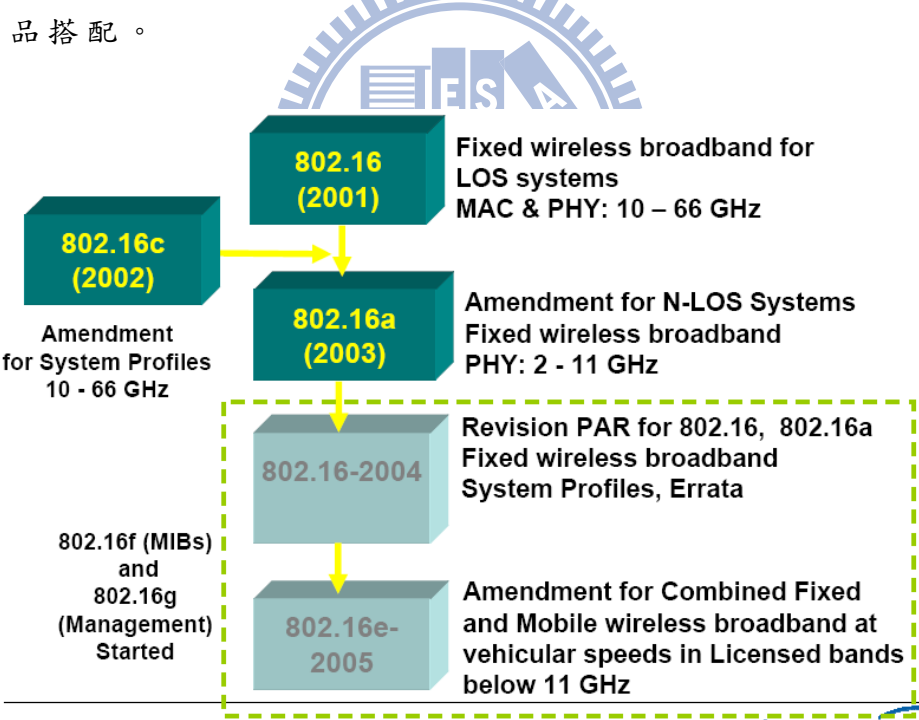 品搭配。
E S A
802.16
(2001)
Fixed wireless broadband for
LOS systems
MAC & PHY: 10 – 66 GHz
802.16c
(2002)
Amendment
for System Profiles
10 - 66 GHz
802.16a
(2003)
Amendment for N-LOS Systems
Fixed wireless broadband
PHY: 2 - 11 GHz
802.16-2004
Revision PAR for 802.16, 802.16a
Fixed wireless broadband
System Profiles, Errata
802.16f (MIBs)
and
802.16g
(Management)
Started
802.16e-
2005
Amendment for Combined Fixed
and Mobile wireless broadband at
vehicular speeds in Licensed bands
below 11 GHz